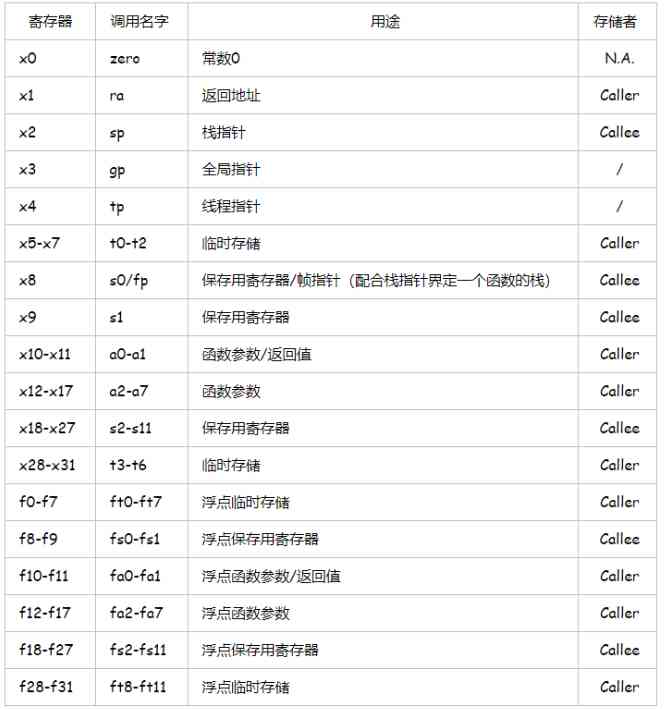 寄存器 调用名字 用途 存储者
x0 zero 常数0 N.A.
x1 ra 返回地址 Caller
x2 sp 栈指针 Callee
x3 gp 全局指针 /
x4 tp 线程指针 /
x5-x7 t0-t2 临时存储 Caller
x8 s0/fp 保存用寄存器/帧指针（配合栈指针界定一个函数的栈） Callee
x9 s1 保存用寄存器 Callee
x10-x11 a0-a1 函数参数/返回值 Caller
x12-x17 a2-a7 函数参数 Caller
x18-x27 s2-s11 保存用寄存器 Callee
x28-x31 t3-t6 临时存储 Caller
f0-f7 ft0-ft7 浮点临时存储 Caller
f8-f9 fs0-fs1 浮点保存用寄存器 Callee
f10-f11 fa0-fa1 浮点函数参数/返回值 Caller
f12-f17 fa2-fa7 浮点函数参数 Caller
f18-f27 fs2-fs11 浮点保存用寄存器 Callee
f28-f31 ft8-ft11 浮点临时存储 Caller